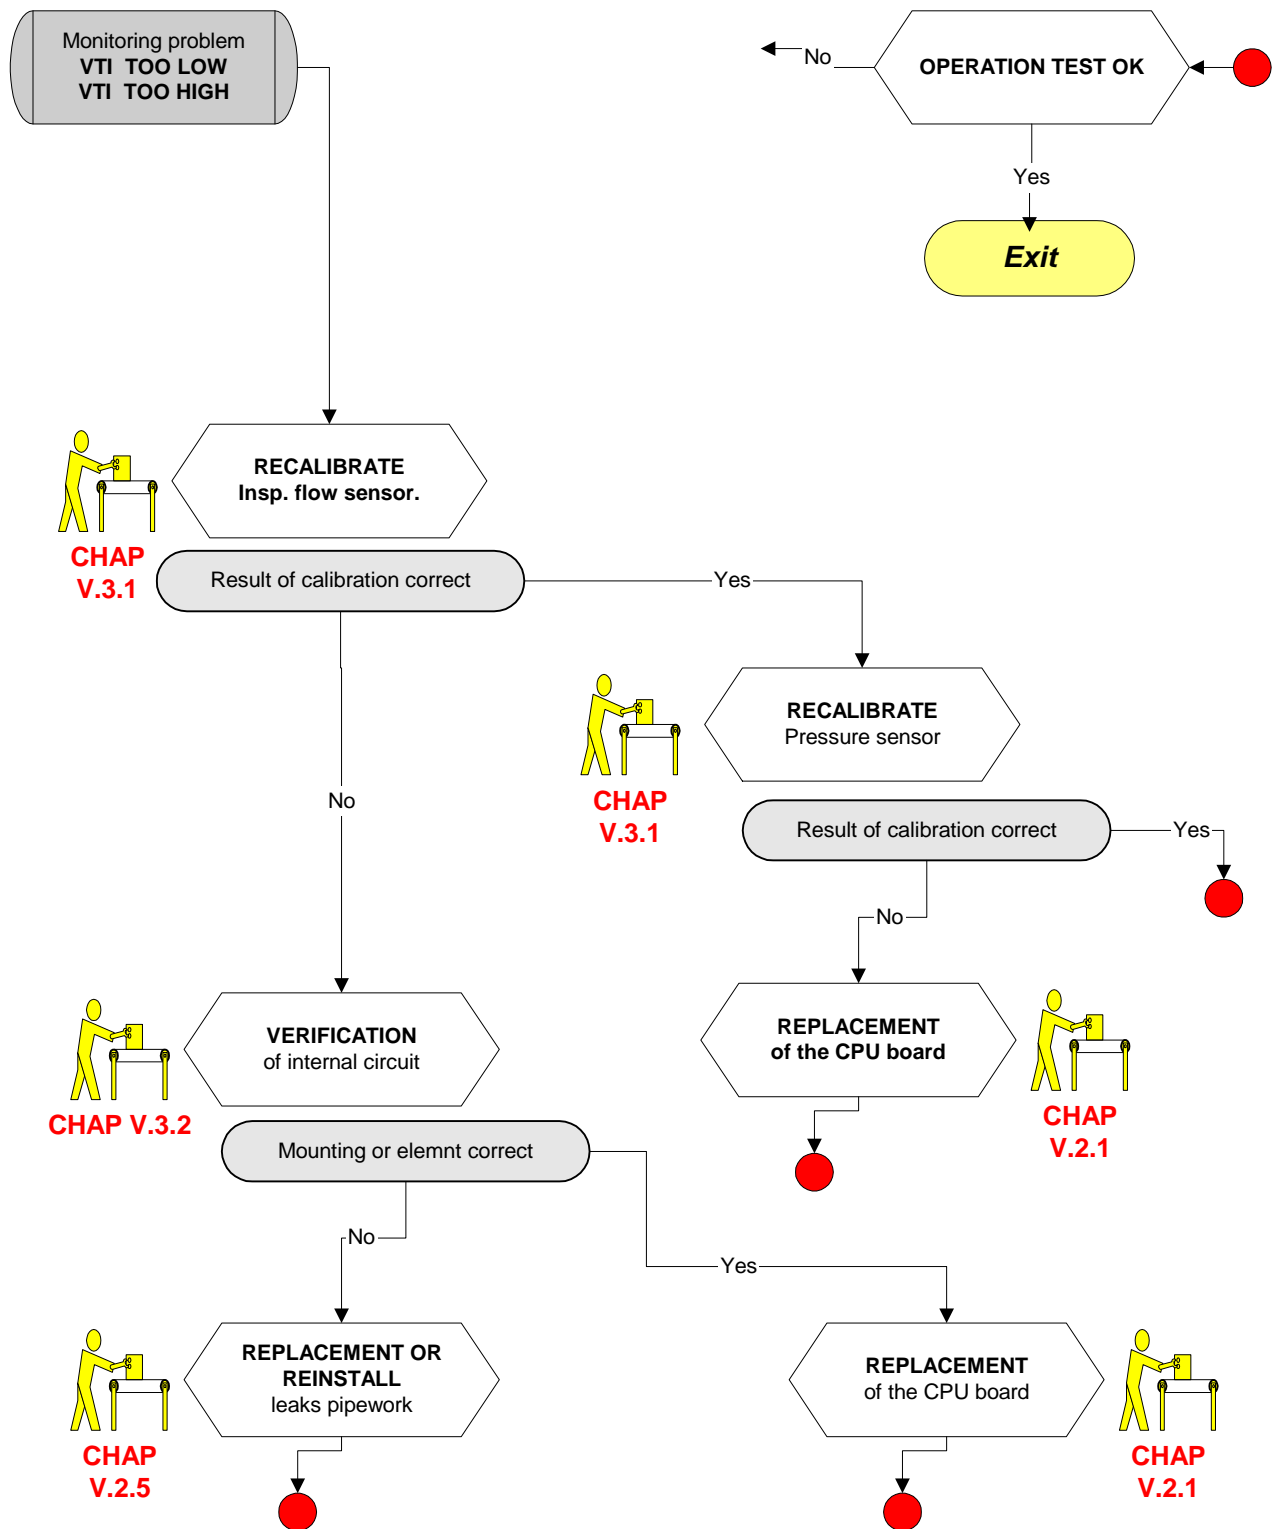 Monitoring problem
VTI TOO LOW
VTI TOO HIGH
No
OPERATION TEST OK
Yes
Exit
RECALIBRATE
Insp. flow sensor.
CHAP
V.3.1
Result of calibration correct
Yes
RECALIBRATE
Pressure sensor
CHAP
V.3.1
No
Result of calibration correct
Yes
No
VERIFICATION
of internal circuit
CHAP V.3.2
REPLACEMENT
of the CPU board
CHAP
V.2.1
Mounting or elemnt correct
No
Yes
REPLACEMENT OR
REINSTALL
leaks pipework
CHAP
V.2.5
REPLACEMENT
of the CPU board
CHAP
V.2.1